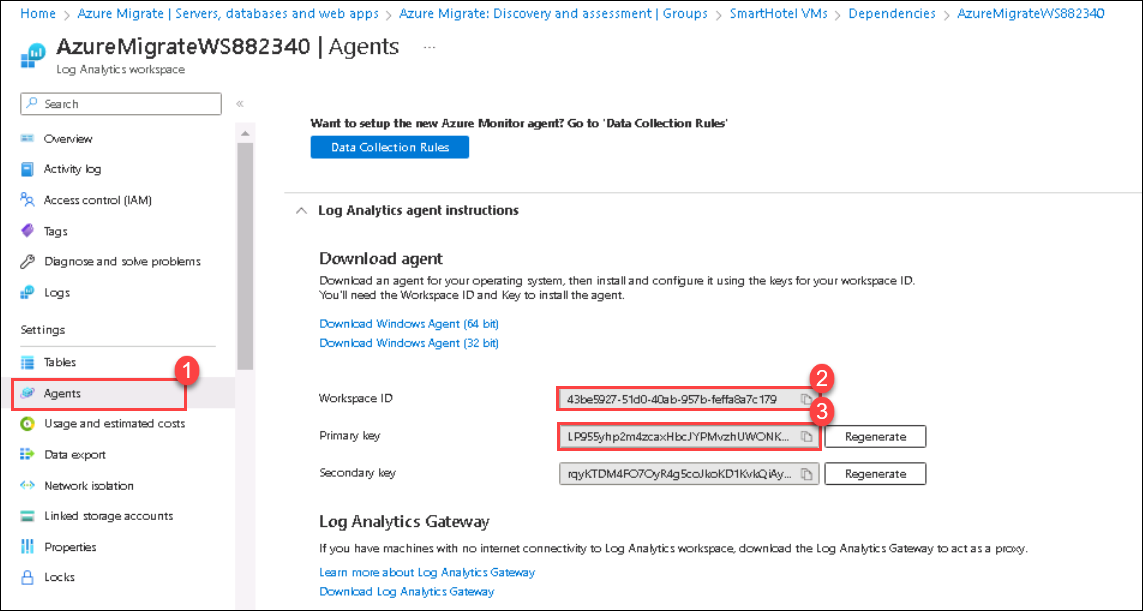 Home > Azure Migrate | Servers, databases and web apps > Azure Migrate: Discovery and assessment | Groups > SmartHotel VMs > Dependencies > AzureMigrateWS882340
AzureMigrateWS882340 | Agents ...
Log Analytics workspace
Search «
Overview
Activity log
Access control (IAM)
Tags
Diagnose and solve problems
Logs
Settings
Tables
1
Agents
Usage and estimated costs
Data export
Network isolation
Linked storage accounts
Properties
Locks
Want to setup the new Azure Monitor agent? Go to 'Data Collection Rules'
Data Collection Rules
Log Analytics agent instructions
Download agent
Download an agent for your operating system, then install and configure it using the keys for your workspace ID.
You'll need the Workspace ID and Key to install the agent.
Download Windows Agent (64 bit)
Download Windows Agent (32 bit)
2
Workspace ID 43be5927-51d0-40ab-957b-feffa8a7c179
3
Primary key LP955yhp2m4zcaxHbcJYPMvzhUWONK... Regenerate
Secondary key rqyKTDM4FO7OyR4g5coJkoKD1KvkQiAy... Regenerate
Log Analytics Gateway
If you have machines with no internet connectivity to Log Analytics workspace, download the Log Analytics Gateway to act as a proxy.
Learn more about Log Analytics Gateway
Download Log Analytics Gateway